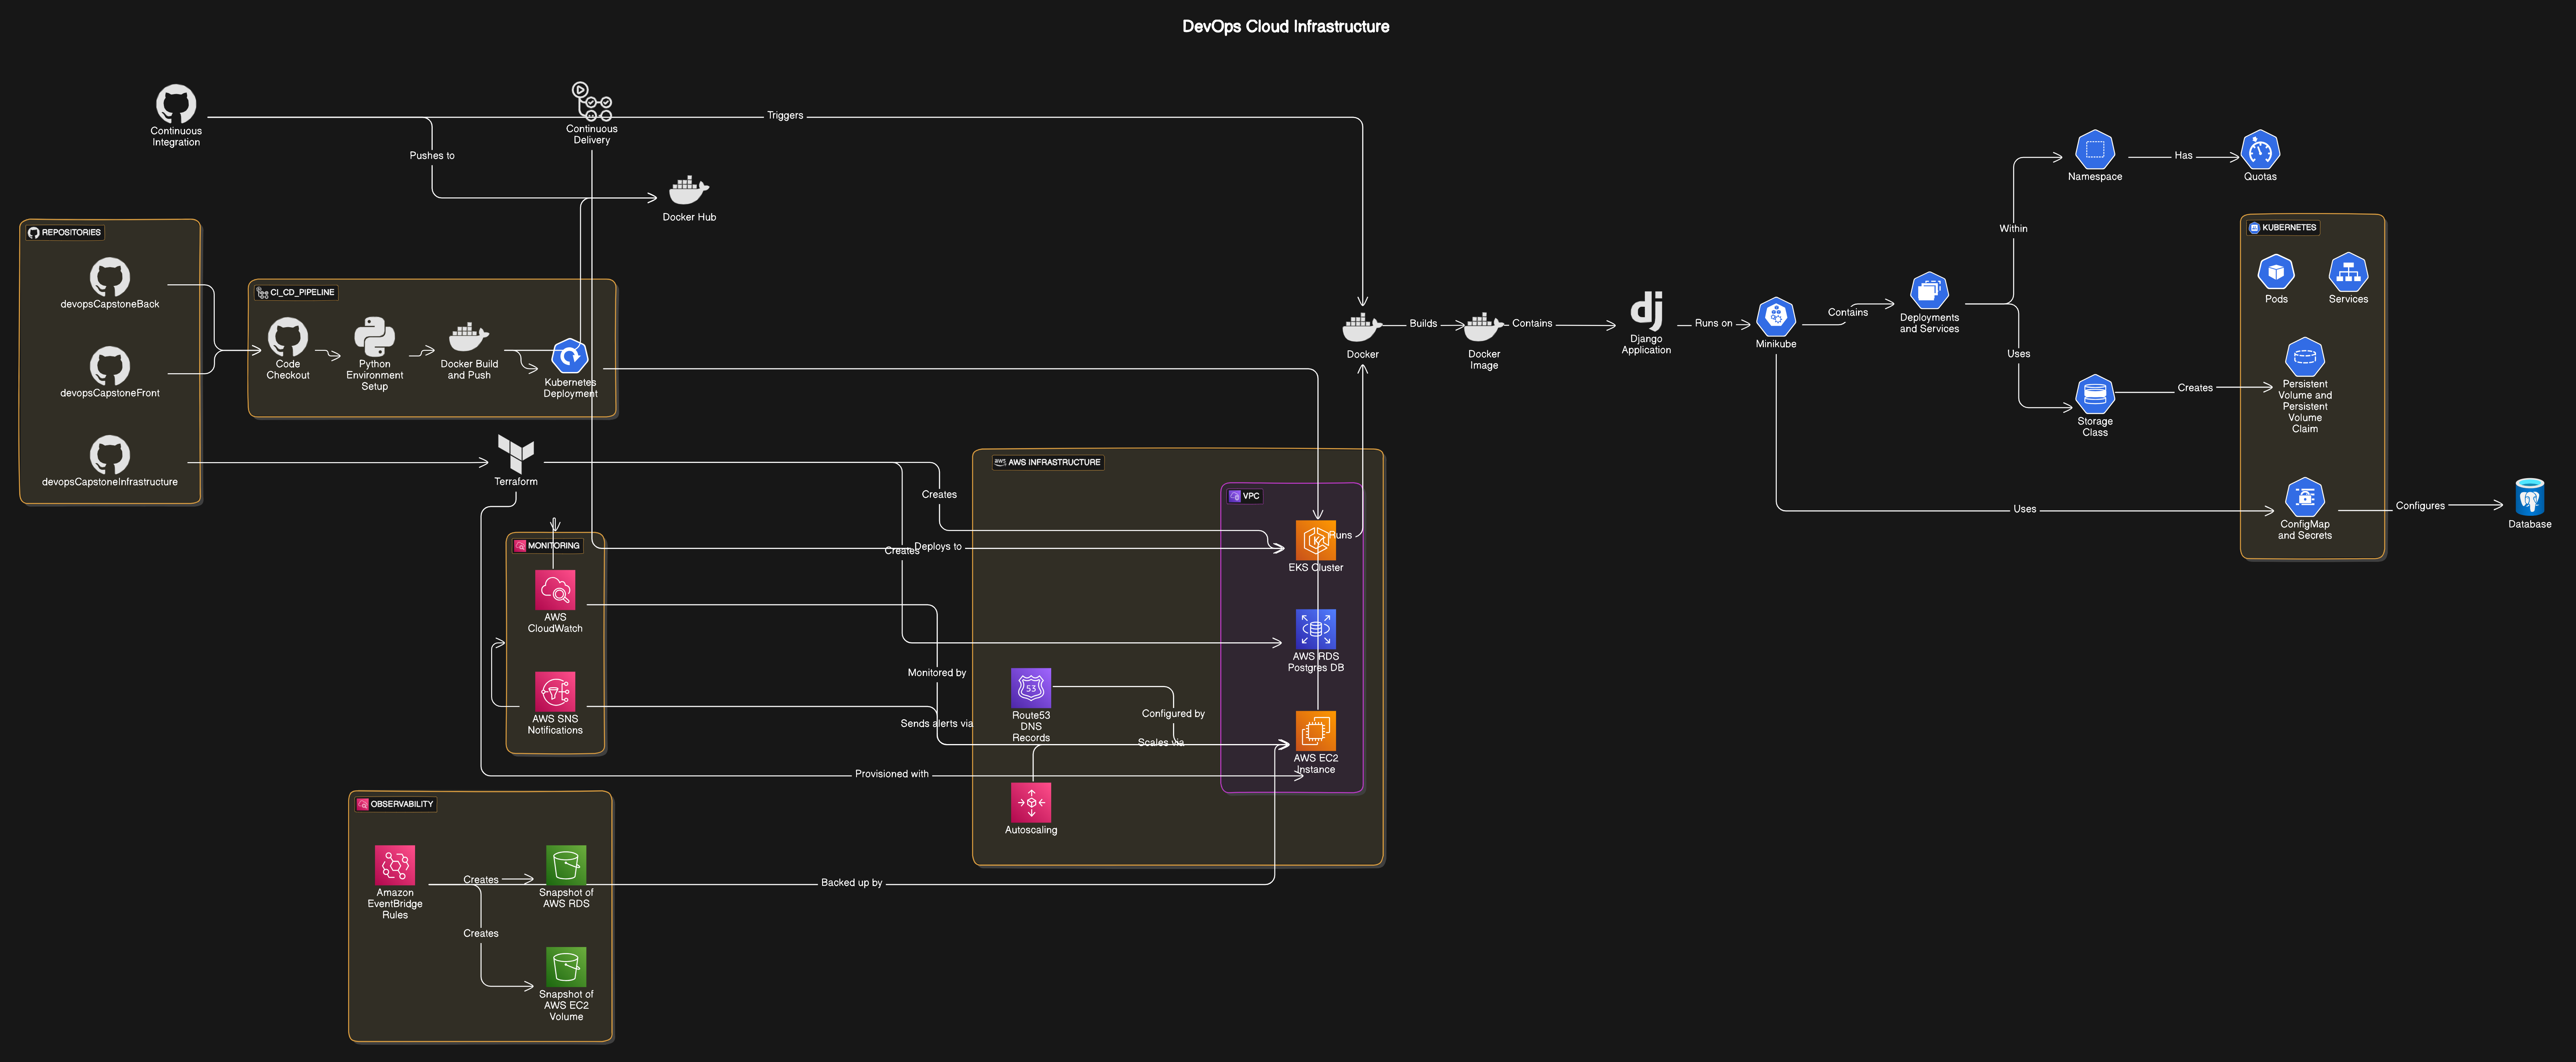 DevOps Cloud Infrastructure
Continuous
Integration
Continuous
Delivery
Triggers
Pushes to
Docker Hub
REPOSITORIES
devopsCapstoneBack
devopsCapstoneFront
devopsCapstoneInfrastructure
CI_CD_PIPELINE
Code
Checkout
Python
Environment
Setup
Docker Build
and Push
Kubernetes
Deployment
Terraform
Creates
Creates
Deploys to
MONITORING
AWS
CloudWatch
AWS SNS
Notifications
Monitored by
Sends alerts via
Provisioned with
OBSERVABILITY
Amazon
EventBridge
Rules
Creates
Snapshot of
AWS RDS
Creates
Snapshot of
AWS EC2
Volume
Backed up by
aws
AWS INFRASTRUCTURE
VPC
EKS Cluster
Runs
AWS RDS
Postgres DB
53
Route53
DNS
Records
Configured by
Scales via
AWS EC2
Instance
Autoscaling
Docker
Builds
Docker
Image
Contains
dj
Django
Application
Runs on
Minikube
Contains
Deployments
and Services
Within
Namespace
Has
Quotas
Uses
Storage
Class
Creates
Uses
KUBERNETES
Pods
Services
Persistent
Volume and
Persistent
Volume
Claim
ConfigMap
and Secrets
Configures
Database